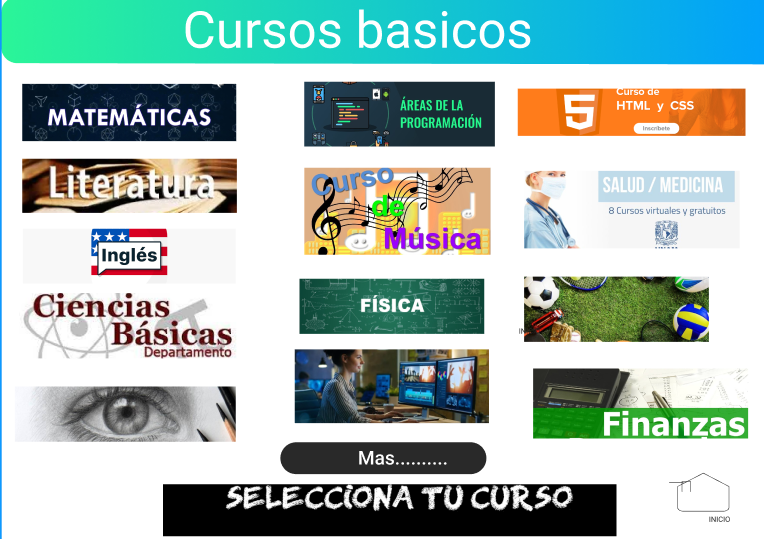 Cursos basicos
MATEMÁTICAS
Literatura
Inglés
Ciencias
Básicas
Departamento
ÁREAS DE LA
PROGRAMACIÓN
Curso
de
Música
FÍSICA
Curso de
HTML y CSS
Inscríbete
SALUD / MEDICINA
8 Cursos virtuales y gratuitos
Finanzas
Mas..........
SELECCIONA TU CURSO
INICIO